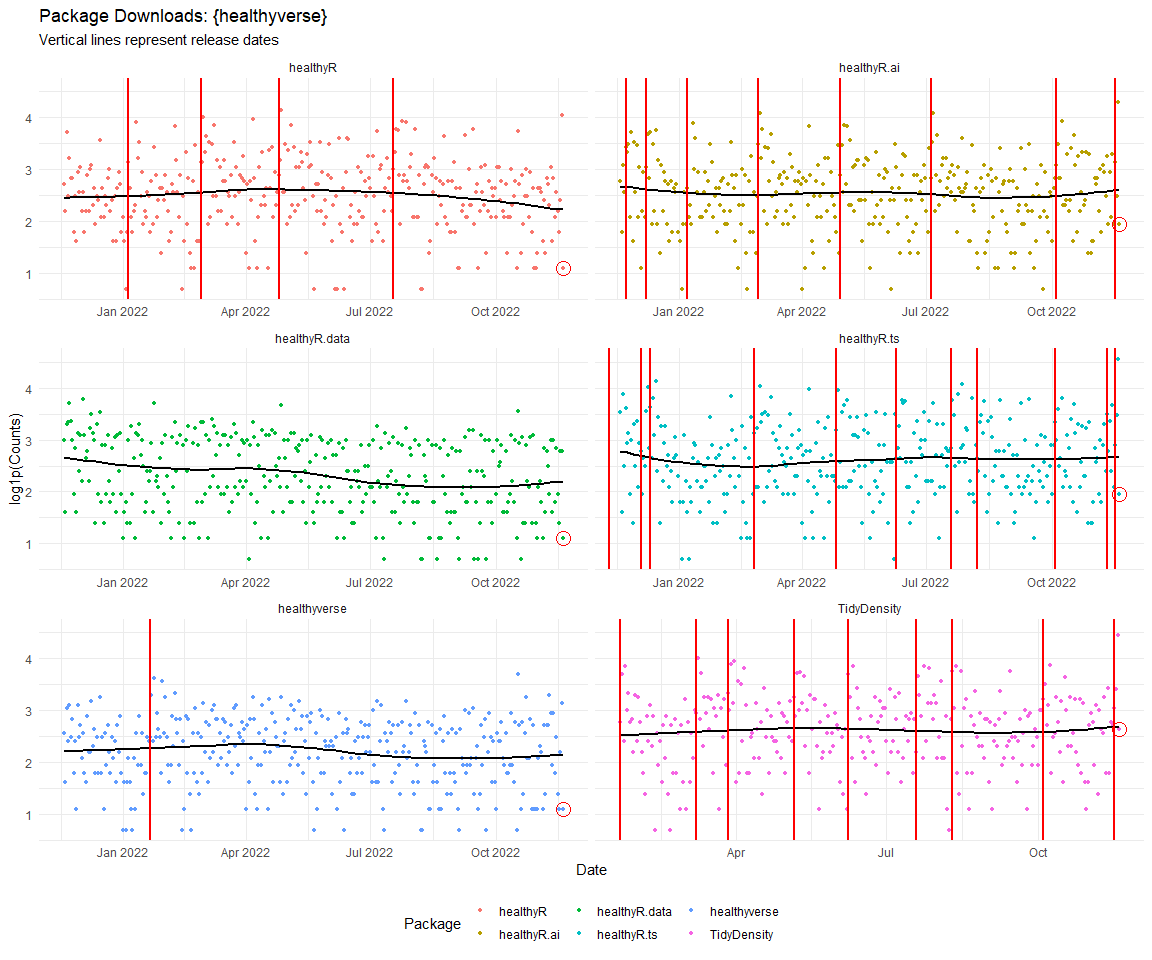 Package Downloads: {healthyverse}
Vertical lines represent release dates
healthyR
healthyR.ai
4
3
2
1
Jan 2022 Apr 2022 Jul 2022 Oct 2022
Jan 2022 Apr 2022 Jul 2022 Oct 2022
healthyR.data
healthyR.ts
log1p(Counts)
4
3
2
1
Jan 2022 Apr 2022 Jul 2022 Oct 2022
Jan 2022 Apr 2022 Jul 2022 Oct 2022
healthyverse
TidyDensity
4
3
2
1
Jan 2022 Apr 2022 Jul 2022 Oct 2022
Apr Jul Oct
Date
Package
healthyR healthyR.data healthyverse
healthyR.ai healthyR.ts TidyDensity